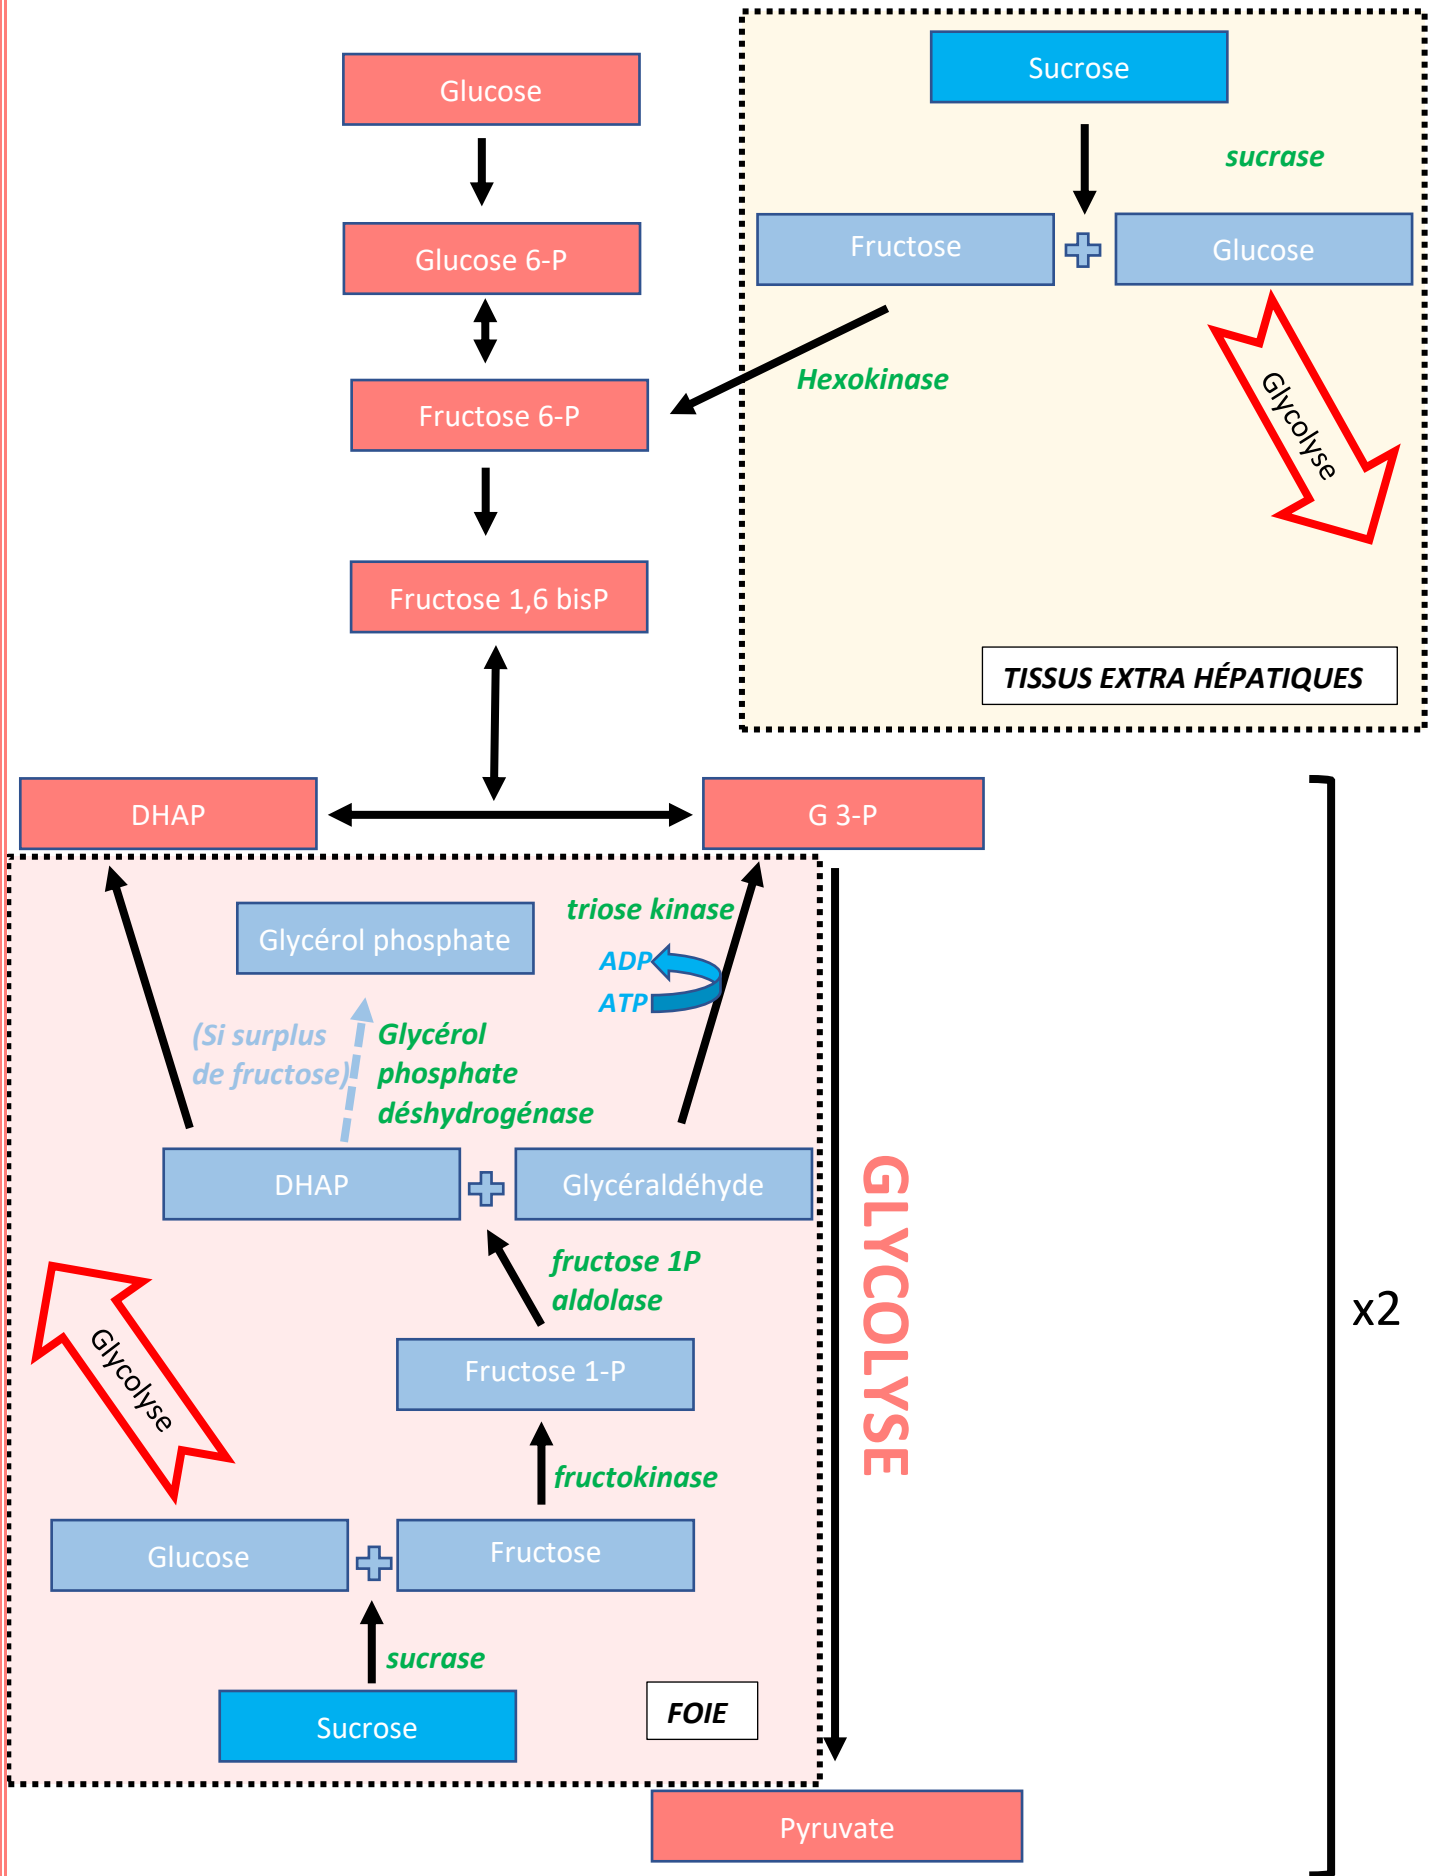 Sucrose
Glucose
sucrase
Fructose
Glucose
Glucose 6-P
Hexokinase
Glycolyse
Fructose 6-P
Fructose 1,6 bisP
TISSUS EXTRA HÉPATIQUES
DHAP
G 3-P
triose kinase
Glycérol phosphate
ADP
ATP
(Si surplus
de fructose)
Glycérol
phosphate
déshydrogénase
DHAP
Glycéraldéhyde
GLYCOLYSE
fructose 1P
aldolase
x2
Glycolyse
Fructose 1-P
fructokinase
Glucose
Fructose
sucrase
Sucrose
FOIE
Pyruvate